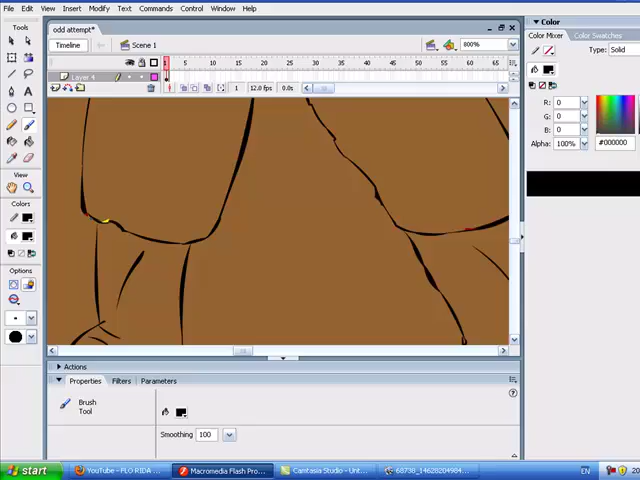 File Edit View Insert Modify Text Commands Control Window Help
Tools
View
Colors
Options
odd attempt*
Timeline
Scene 1
800%
1 5 10 15 20 25 30 35 40 45 50 55 60 65
Layer 4
1 12.0 fps 0.0s
Actions
Properties Filters Parameters
Brush
Tool
Smoothing 100
Color
Color Mixer Color Swatches
Type: Solid
R: 0
G: 0
B: 0
Alpha: 100% #000000
start
YouTube - FLO RIDA ...
Macromedia Flash Pro...
Camtasia Studio - Unt...
68738_14628204984...
EN